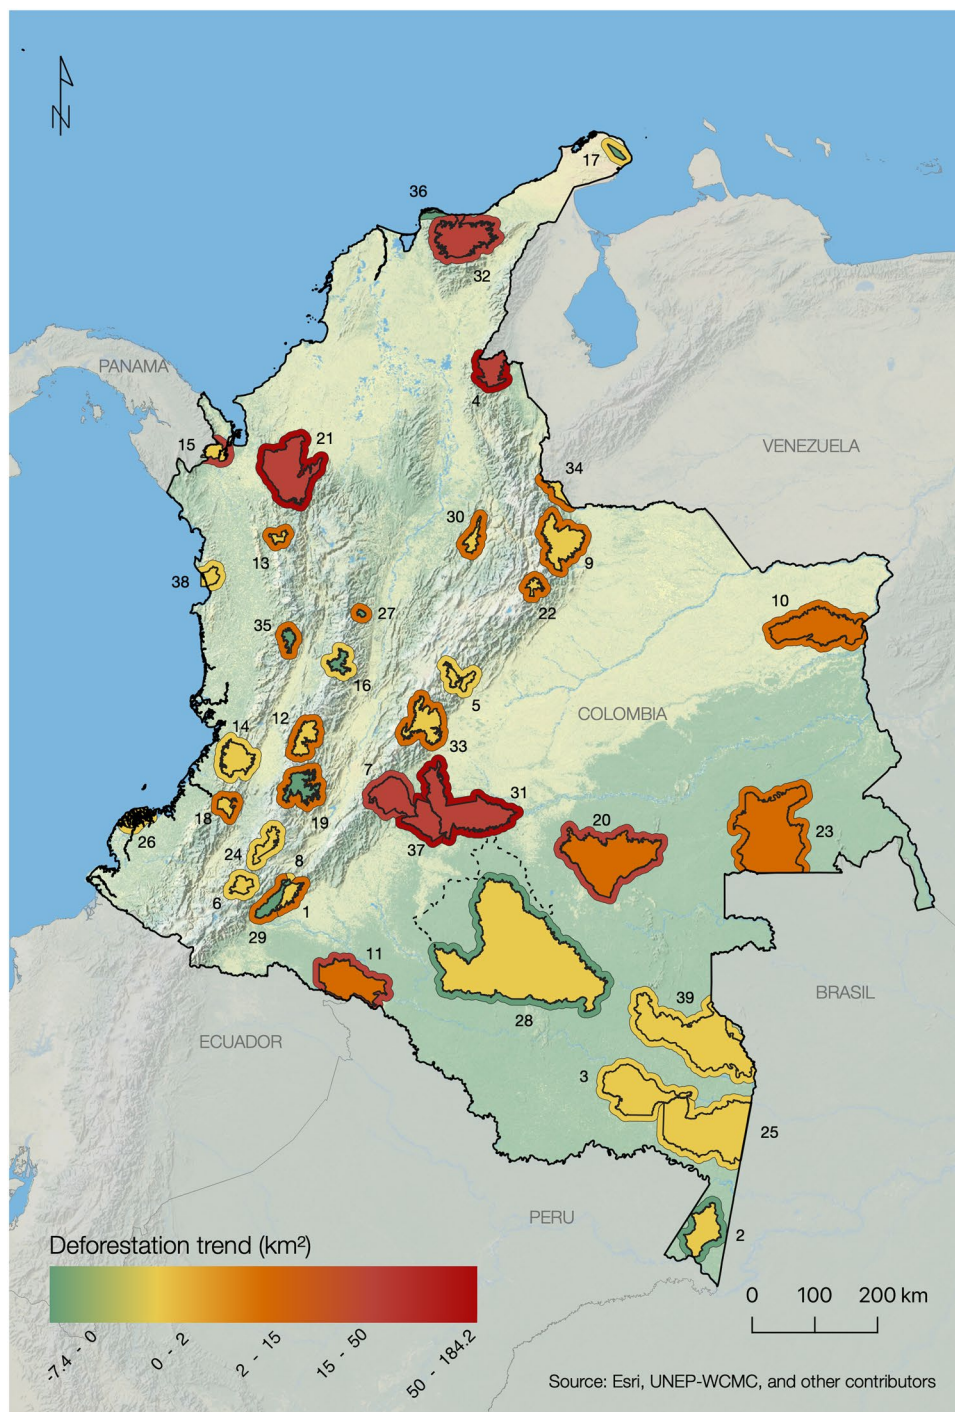 N
17
36
32
PANAMA
4
15
21
VENEZUELA
34
30
13
9
38
22
27
10
35
16
5
COLOMBIA
12
14
33
7
31
18
19
20
23
26
37
24
8
6
1
29
11
BRASIL
39
28
ECUADOR
3
25
PERU
2
Deforestation trend (km²)
-7.4 - 0
0 - 2
2 - 15
15 - 50
50 - 184.2
0 100 200 km
Source: Esri, UNEP-WCMC, and other contributors